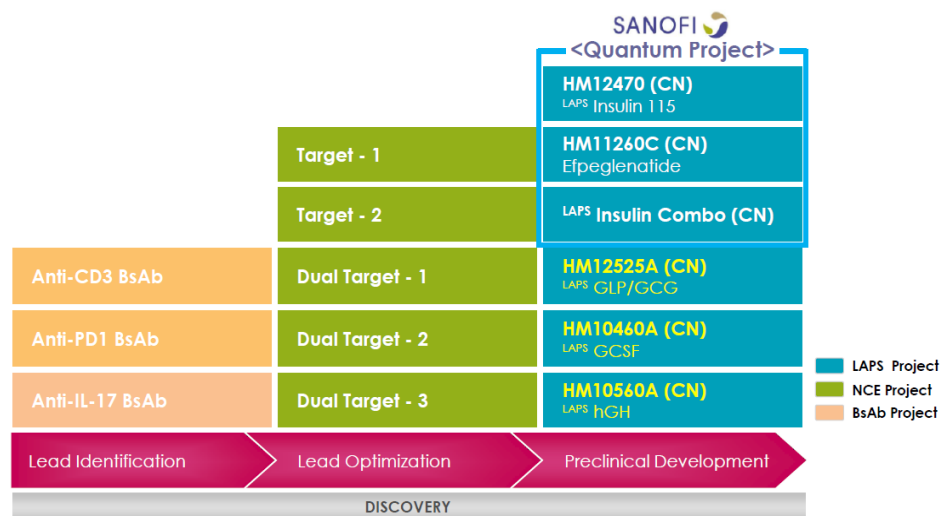 SANOFI
<Quantum Project>
HM12470 (CN)
LAPS Insulin 115
Target - 1
HM11260C (CN)
Efpeglenatide
Target - 2
LAPS Insulin Combo (CN)
Anti-CD3 BsAb
Dual Target - 1
HM12525A (CN)
LAPS GLP/GCG
Anti-PD1 BsAb
Dual Target - 2
HM10460A (CN)
LAPS GCSF
Anti-IL-17 BsAb
Dual Target - 3
HM10560A (CN)
LAPS hGH
LAPS Project
NCE Project
BsAb Project
Lead Identification
Lead Optimization
Preclinical Development
DISCOVERY